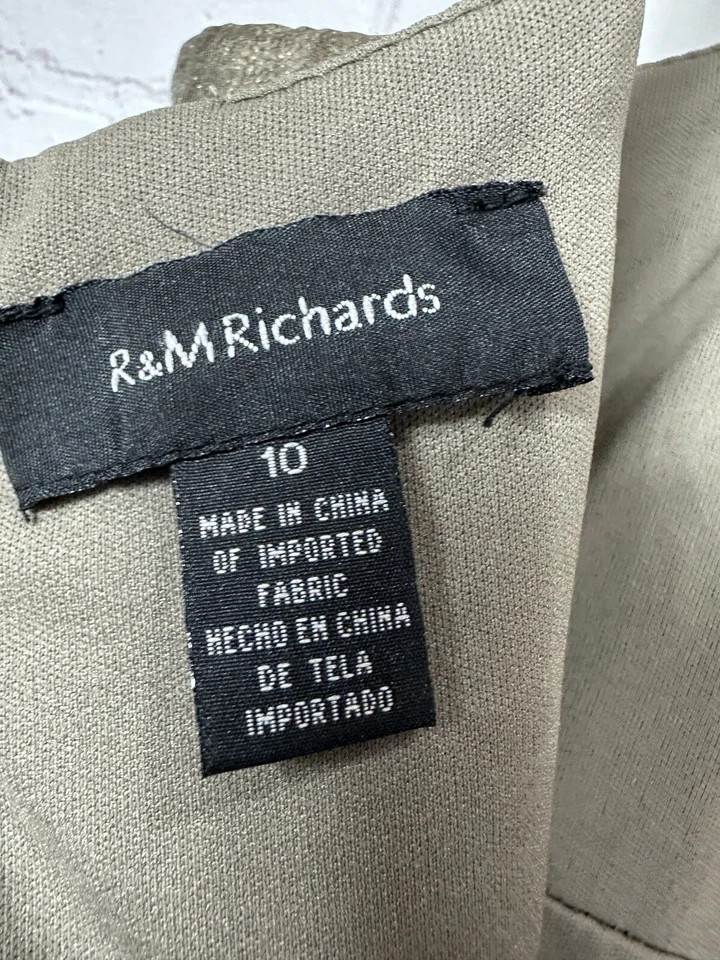 R&M Richards
10
MADE IN CHINA
OF IMPORTED
FABRIC
HECHO EN CHINA
DE TELA
IMPORTADO